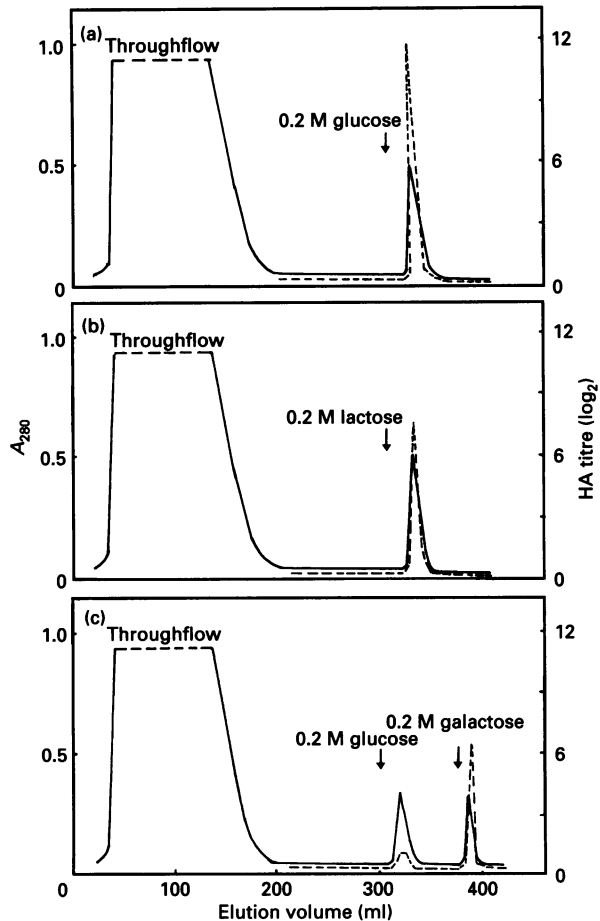 (a)
Throughflow
1.0
0.5
0
12
6
0
0.2 M glucose
(b)
Throughflow
1.0
0.5
0
12
6
0
0.2 M lactose
A280
HA titre (log2)
(c)
Throughflow
1.0
0.5
0
12
6
0
0.2 M glucose
0.2 M galactose
100
200
300
400
Elution volume (ml)